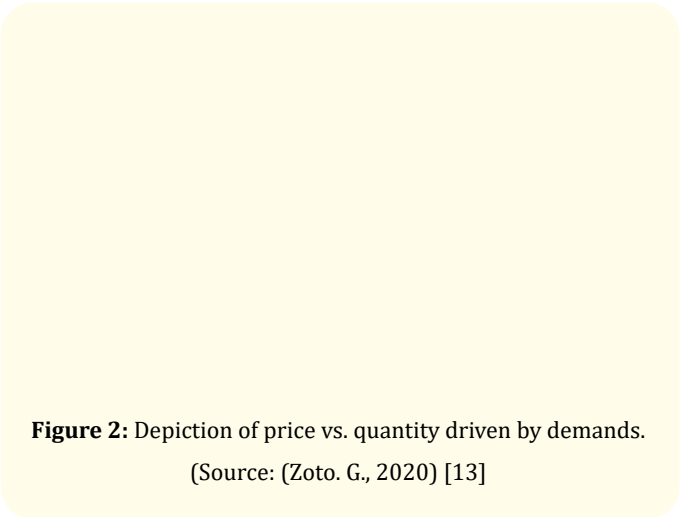 Figure 2: Depiction of price vs. quantity driven by demands.
(Source: (Zoto. G., 2020) [13]